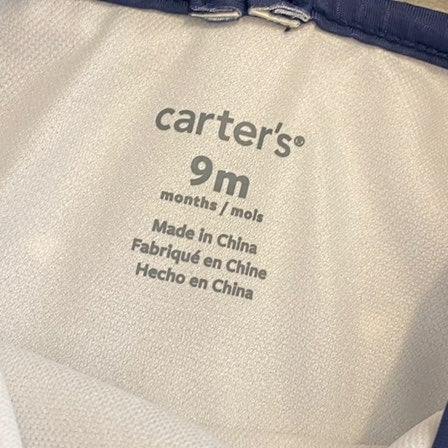 carter's®
9m
months / mois
Made in China
Fabriqué en Chine
Hecho en China